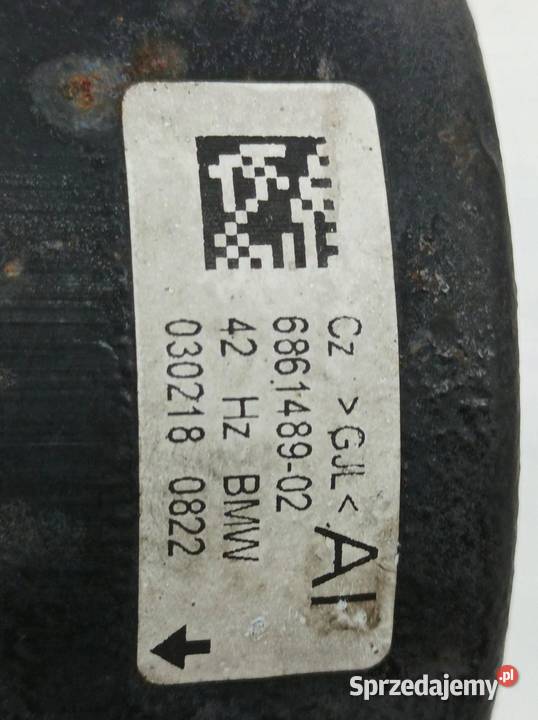 Cz >GJL< AI
6861489-02
42 Hz BMW
030218 0822
Sprzedajemy.pl